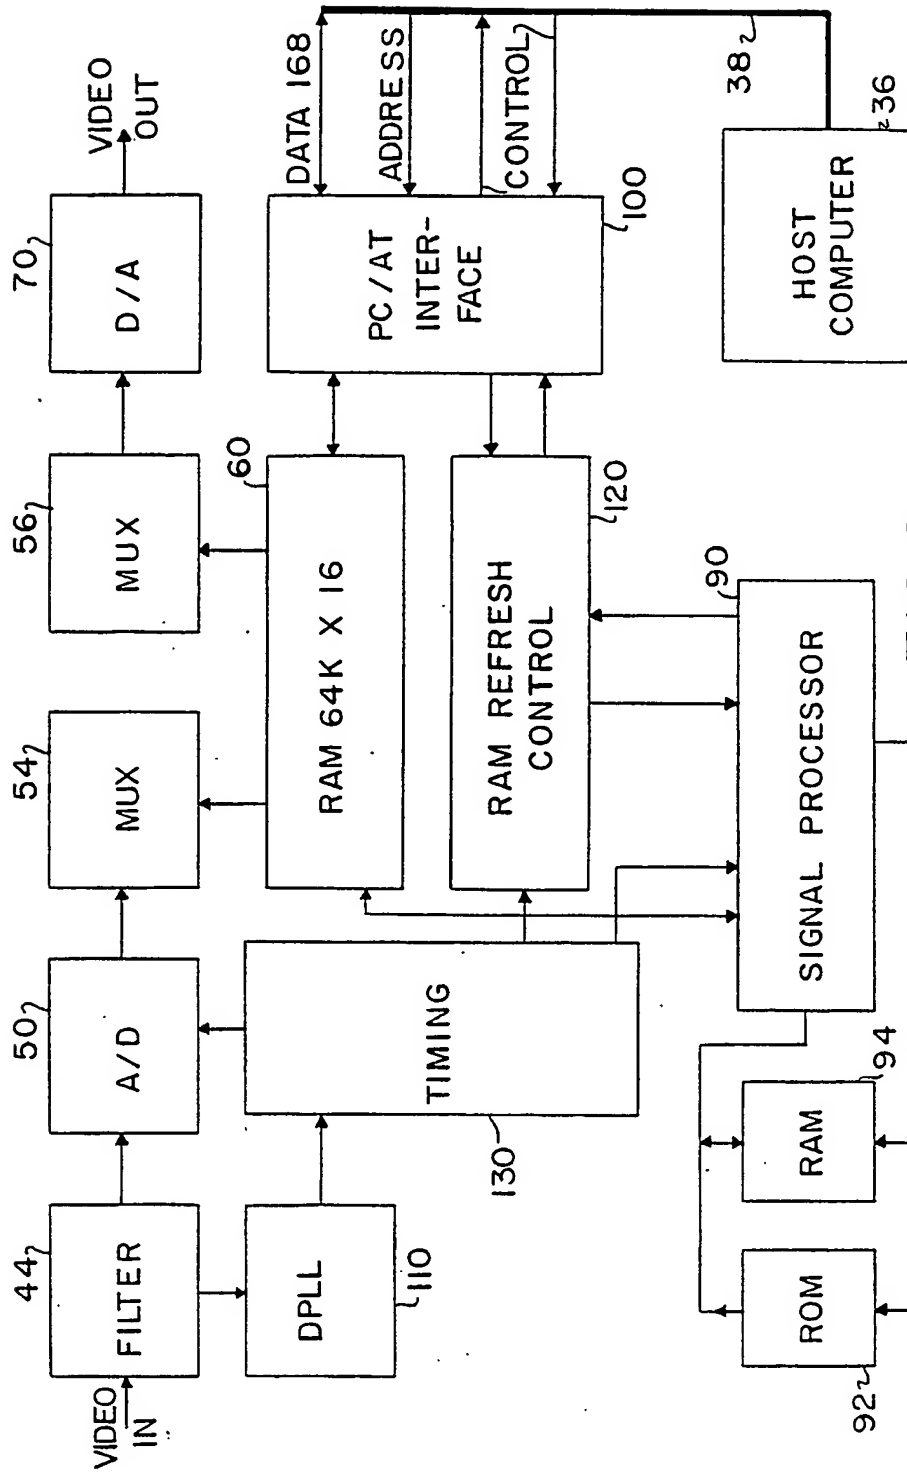 VIDEO
IN
44
FILTER
50
A/D
54
MUX
56
MUX
70
D/A
VIDEO
OUT
DPLL
110
TIMING
130
60
RAM 64K X 16
RAM REFRESH
CONTROL
120
PC/AT
INTER-
FACE
100
DATA 168
ADDRESS
CONTROL
38
92
ROM
RAM
94
SIGNAL PROCESSOR
90
HOST
COMPUTER
36